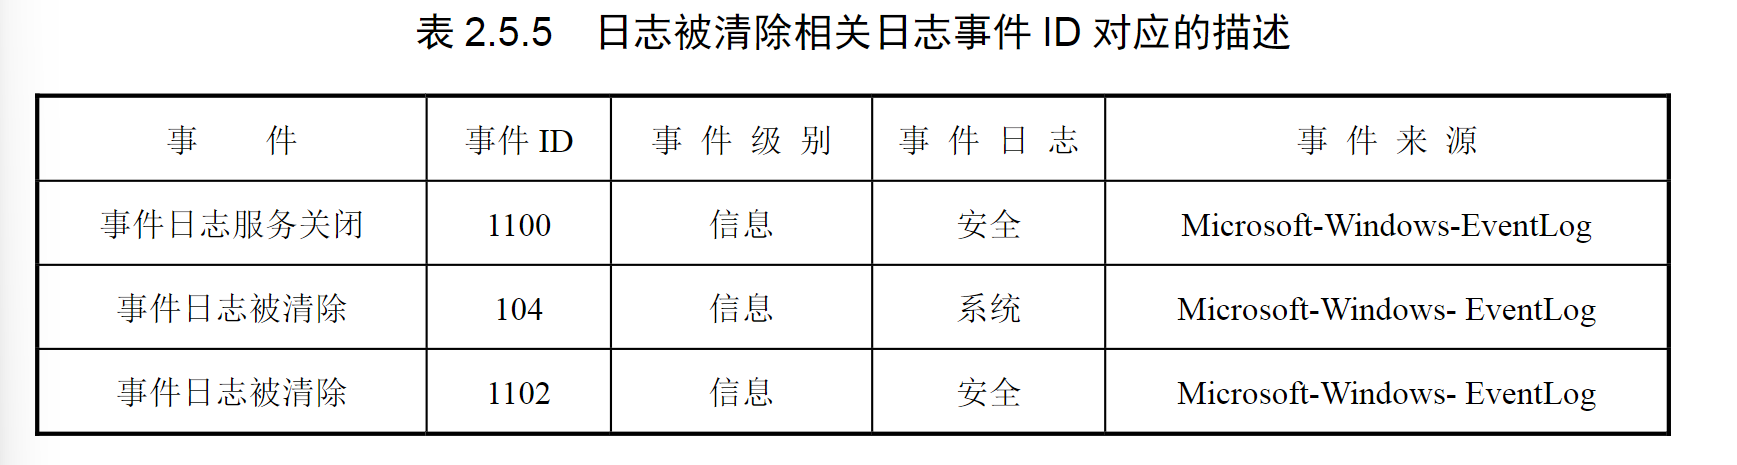 表 2.5.5 日志被清除相关日志事件 ID 对应的描述
事 件 事件 ID 事 件 级 别 事 件 日 志 事 件 来 源
事件日志服务关闭 1100 信息 安全 Microsoft-Windows-EventLog
事件日志被清除 104 信息 系统 Microsoft-Windows- EventLog
事件日志被清除 1102 信息 安全 Microsoft-Windows- EventLog